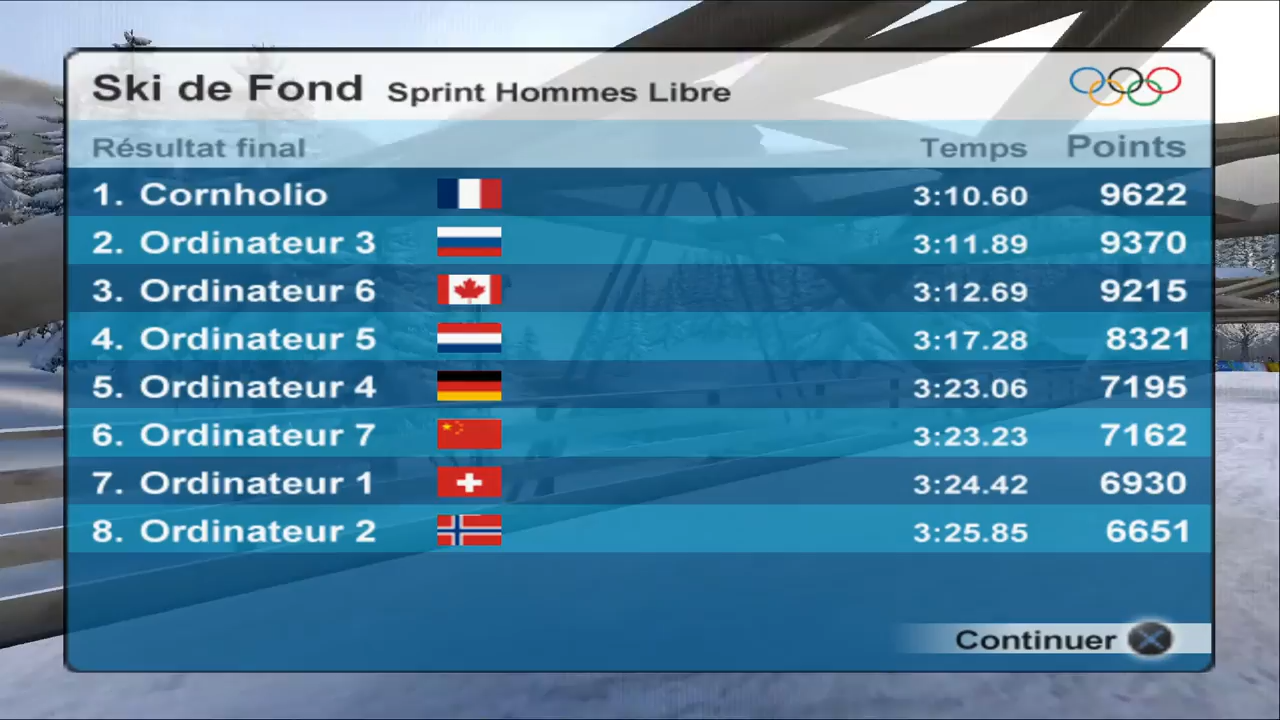 Ski de Fond Sprint Hommes Libre
Résultat final Temps Points
1. Cornholio 3:10.60 9622
2. Ordinateur 3 3:11.89 9370
3. Ordinateur 6 3:12.69 9215
4. Ordinateur 5 3:17.28 8321
5. Ordinateur 4 3:23.06 7195
6. Ordinateur 7 3:23.23 7162
7. Ordinateur 1 3:24.42 6930
8. Ordinateur 2 3:25.85 6651
Continuer